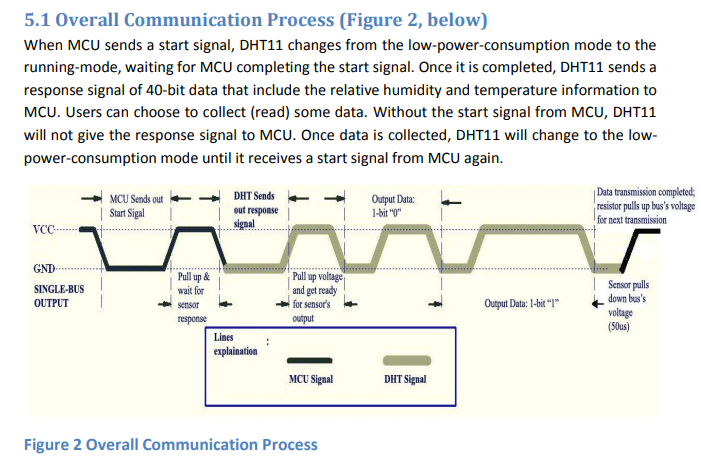 5.1 Overall Communication Process (Figure 2, below)
When MCU sends a start signal, DHT11 changes from the low-power-consumption mode to the
running-mode, waiting for MCU completing the start signal. Once it is completed, DHT11 sends a
response signal of 40-bit data that include the relative humidity and temperature information to
MCU. Users can choose to collect (read) some data. Without the start signal from MCU, DHT11
will not give the response signal to MCU. Once data is collected, DHT11 will change to the low-
power-consumption mode until it receives a start signal from MCU again.
MCU Sends out
Start Sigal
DHT Sends
out response
signal
Output Data:
1-bit "0"
Data transmission completed;
resistor pulls up bus's voltage
for next transmission
VCC
GND
SINGLE-BUS
OUTPUT
Pull up &
wait for
sensor
response
Pull up voltage
and get ready
for sensor's
output
Output Data: 1-bit "1"
Sensor pulls
down bus's
voltage
(50us)
Lines
explaination
:
MCU Signal
DHT Signal
Figure 2 Overall Communication Process